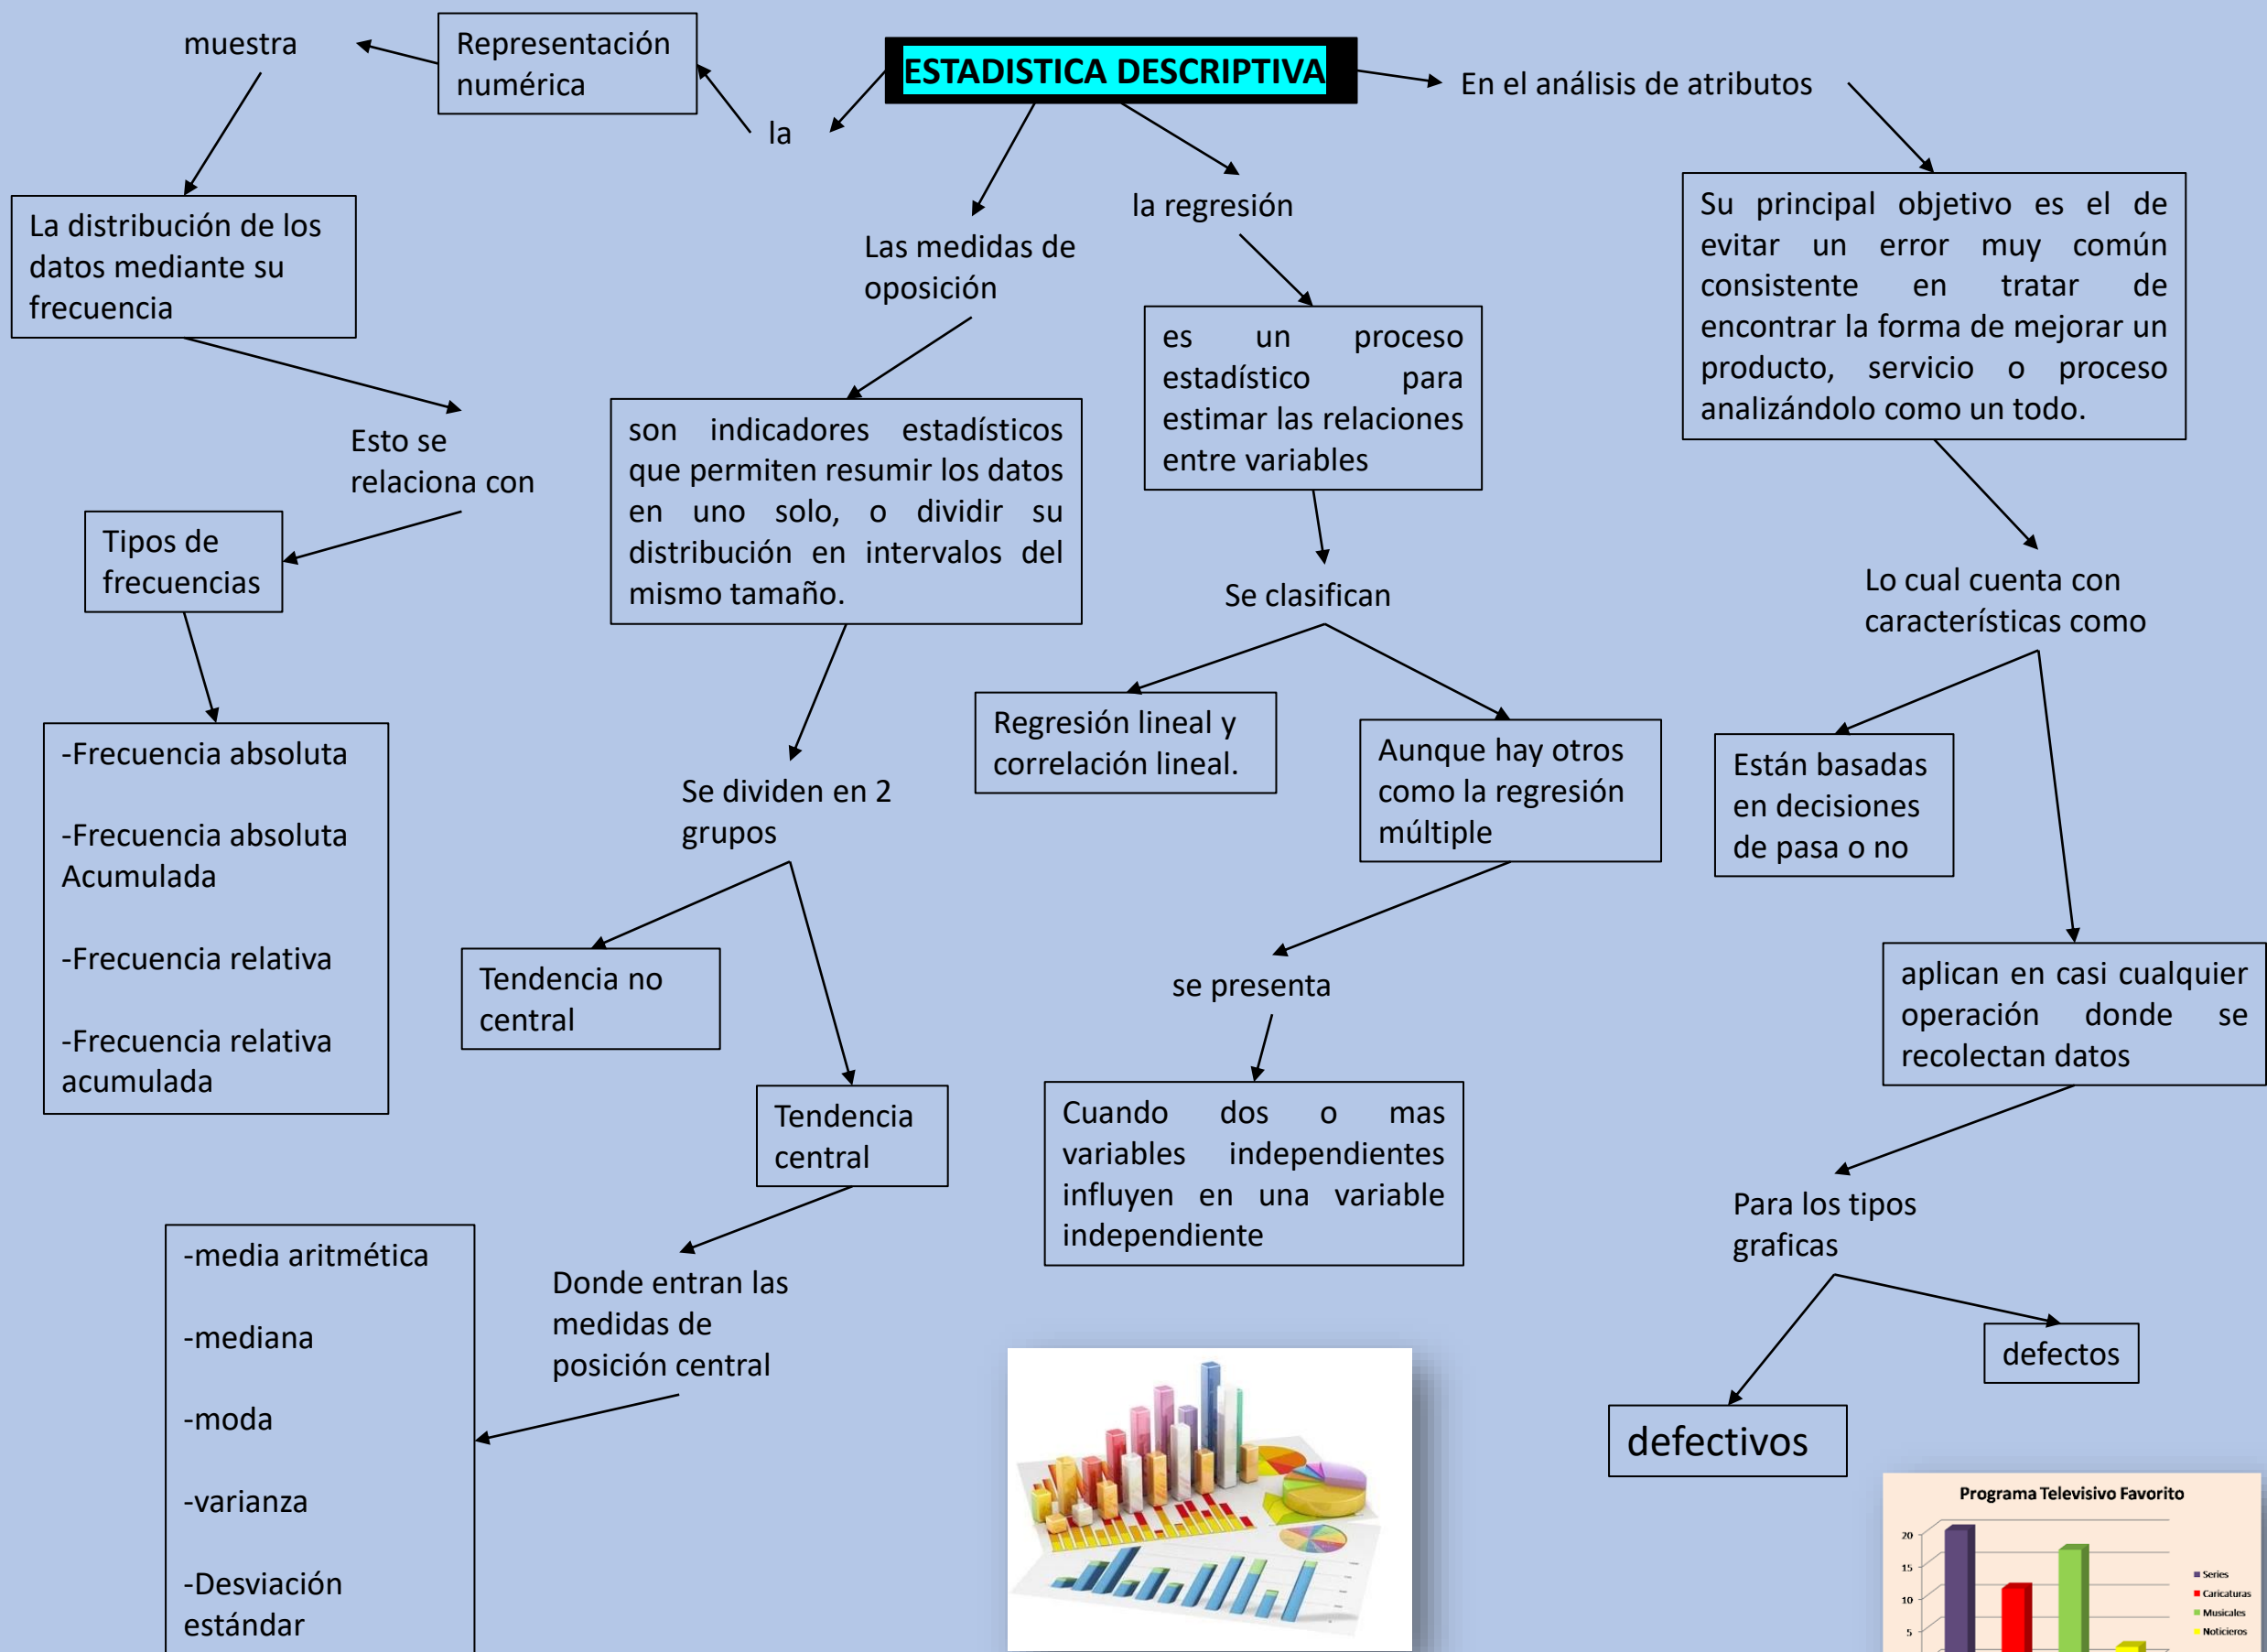 ESTADISTICA DESCRIPTIVA
la
Representación
numérica
muestra
La distribución de los
datos mediante su
frecuencia
Esto se
relaciona con
Tipos de
frecuencias
-Frecuencia absoluta
-Frecuencia absoluta
Acumulada
-Frecuencia relativa
-Frecuencia relativa
acumulada
Las medidas de
oposición
son indicadores estadísticos
que permiten resumir los datos
en uno solo, o dividir su
distribución en intervalos del
mismo tamaño.
Se dividen en 2
grupos
Tendencia no
central
Tendencia
central
Donde entran las
medidas de
posición central
-media aritmética
-mediana
-moda
-varianza
-Desviación
estándar
la regresión
es un proceso
estadístico para
estimar las relaciones
entre variables
Se clasifican
Regresión lineal y
correlación lineal.
Aunque hay otros
como la regresión
múltiple
se presenta
Cuando dos o mas
variables independientes
influyen en una variable
independiente
En el análisis de atributos
Su principal objetivo es el de
evitar un error muy común
consistente en tratar de
encontrar la forma de mejorar un
producto, servicio o proceso
analizándolo como un todo.
Lo cual cuenta con
características como
Están basadas
en decisiones
de pasa o no
aplican en casi cualquier
operación donde se
recolectan datos
Para los tipos
graficas
defectos
defectivos
Programa Televisivo Favorito
20
15
10
5
Series
Caricaturas
Musicales
Noticieros